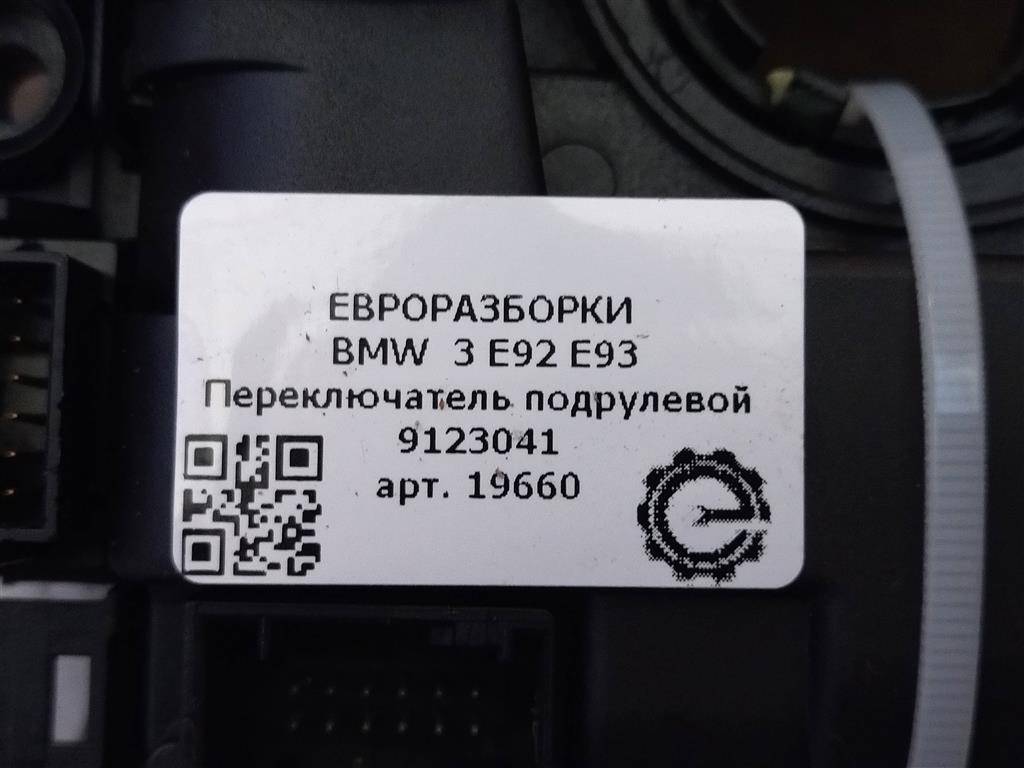 ЕВРОРАЗБОРКИ
BMW 3 E92 E93
Переключатель подрулевой
9123041
арт. 19660